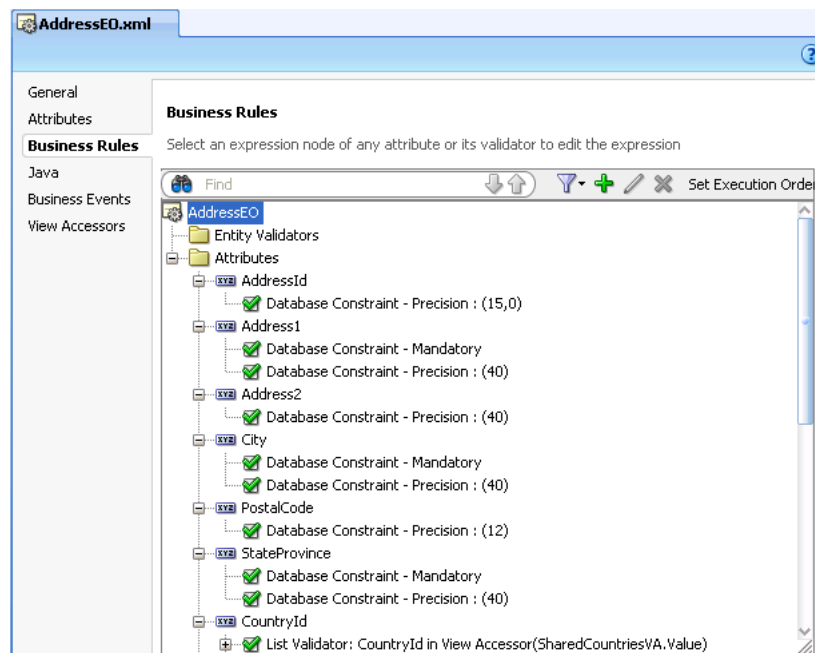 AddressEO.xml
General
Attributes
Business Rules
Java
Business Events
View Accessors
Business Rules
Select an expression node of any attribute or its validator to edit the expression
Find
Set Execution Order
AddressEO
Entity Validators
Attributes
AddressId
Database Constraint - Precision : (15,0)
Address1
Database Constraint - Mandatory
Database Constraint - Precision : (40)
Address2
Database Constraint - Precision : (40)
City
Database Constraint - Mandatory
Database Constraint - Precision : (40)
PostalCode
Database Constraint - Precision : (12)
StateProvince
Database Constraint - Mandatory
Database Constraint - Precision : (40)
CountryId
List Validator: CountryId in View Accessor(SharedCountriesVA.Value)